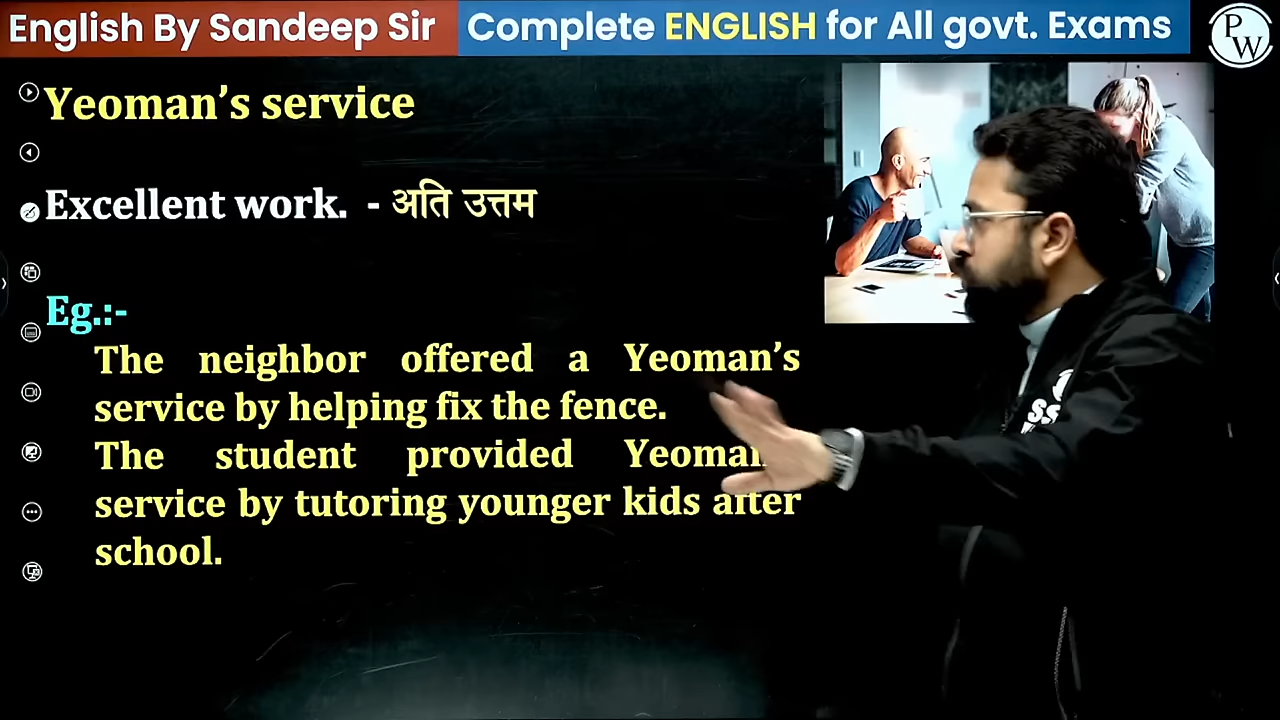 English By Sandeep Sir Complete ENGLISH for All govt. Exams
PW
Yeoman's service
Excellent work. - अति उत्तम
Eg.:-
The neighbor offered a Yeoman's
service by helping fix the fence.
The student provided
service by tutoring younger kids after
school.